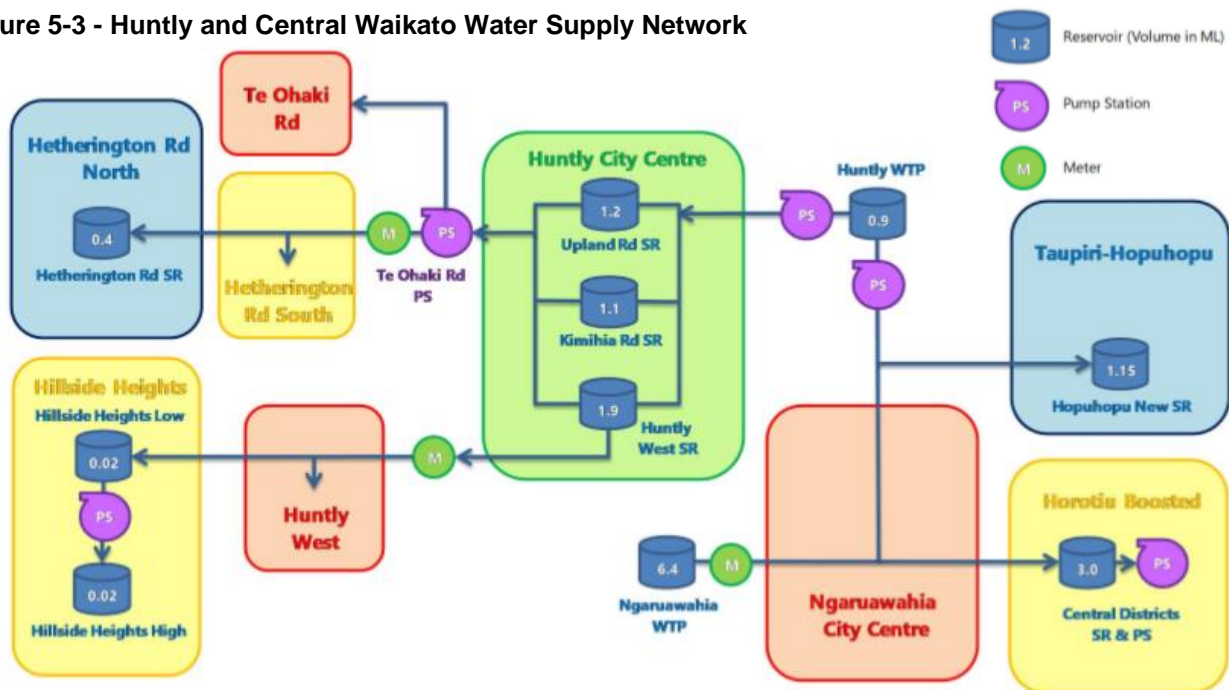 ure 5-3 - Huntly and Central Waikato Water Supply Network
1.2
Reservoir (Volume in ML)
PS
Pump Station
M
Meter
Te Ohaki
Rd
Hetherington Rd
North
0.4
Hetherington Rd SR
Hetherington
Rd South
M
PS
Te Ohaki Rd
PS
Huntly City Centre
1.2
Upland Rd SR
1.1
Kimihia Rd SR
1.9
Huntly
West SR
PS
Huntly WTP
0.9
PS
Taupiri-Hopuhopu
1.15
Hopuhopu New SR
Hillside Heights
Hillside Heights Low
0.02
PS
0.02
Hillside Heights High
Huntly
West
M
6.4
Ngaruawahia
WTP
M
Ngaruawahia
City Centre
Horotiu Boosted
3.0
PS
Central Districts
SR & PS